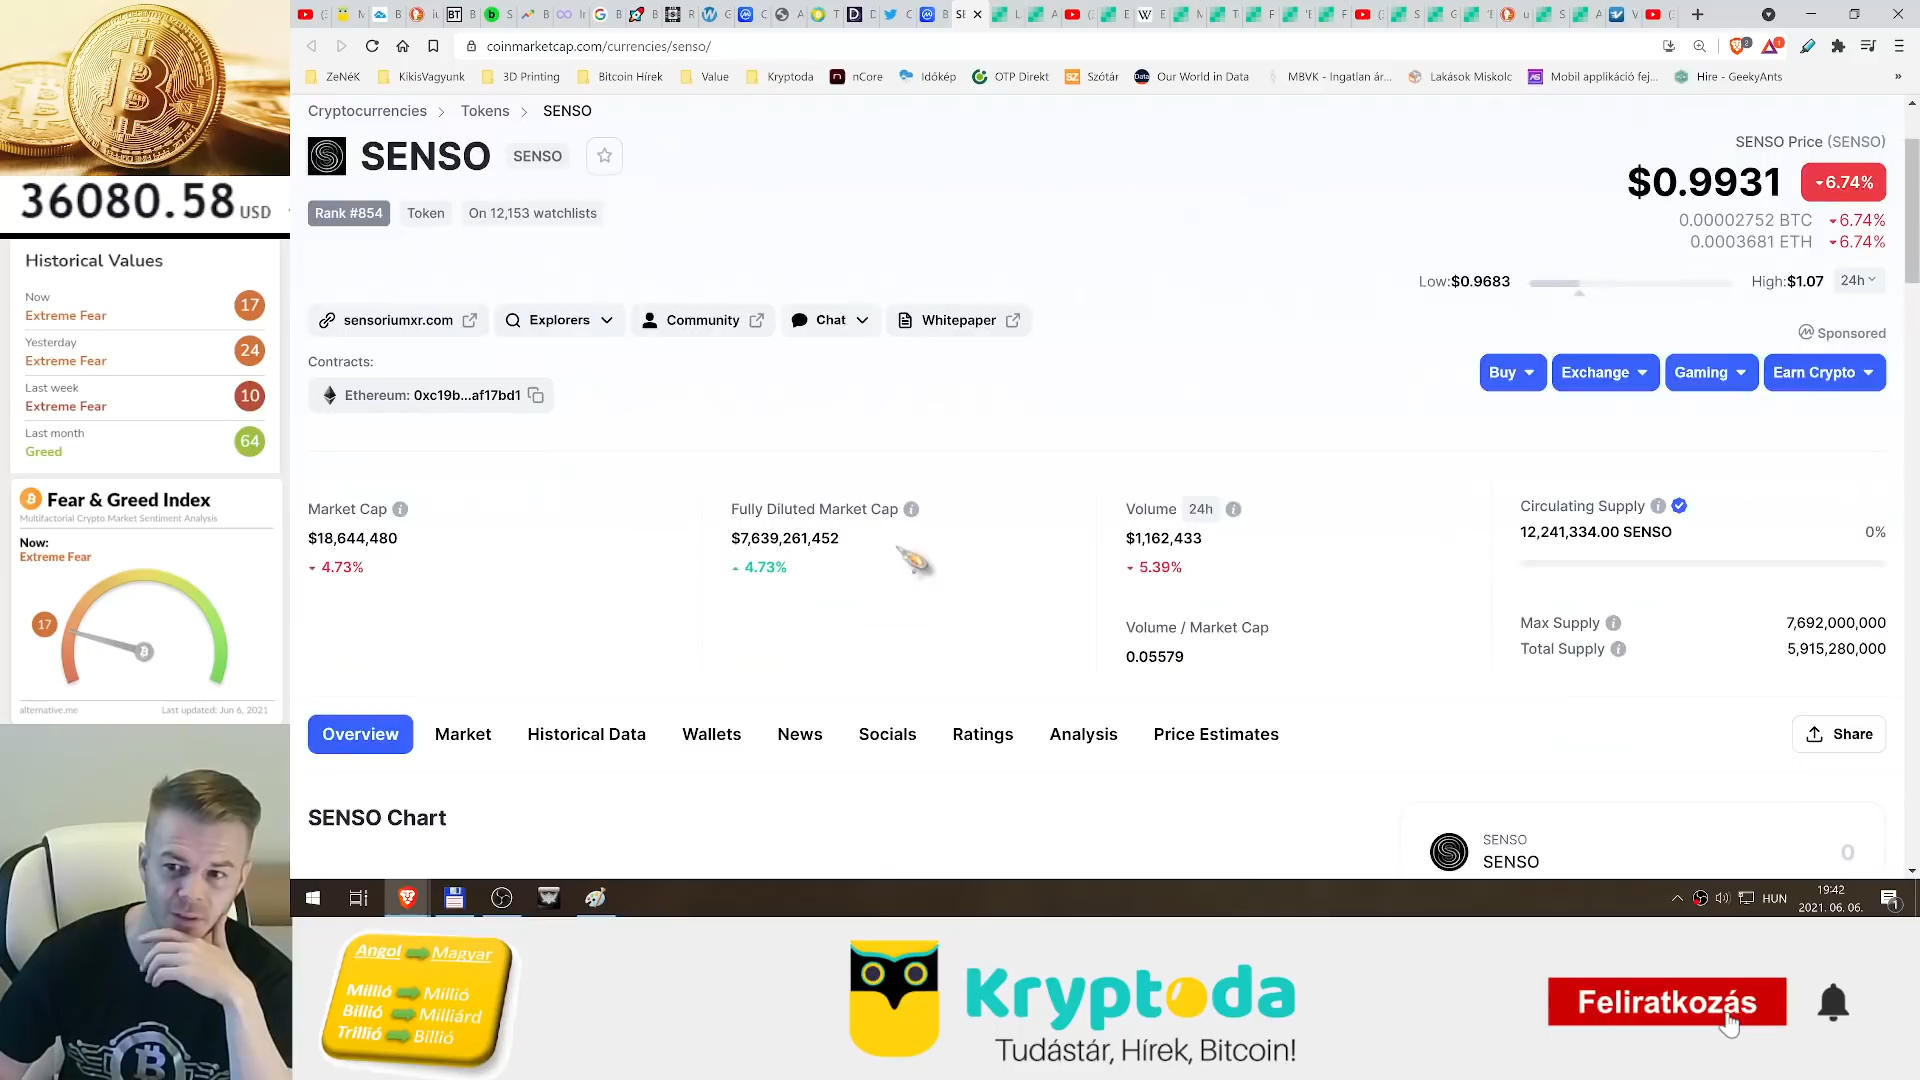 coinmarketcap.com/currencies/senso/
ZeNéK
KikisVagyunk
3D Printing
Bitcoin Hírek
Value
Kryptoda
nCore
Időkép
OTP Direkt
Szótár
Our World in Data
MBVK - Ingatlan ár...
Lakások Miskolc
Mobil applikáció fej...
Hire - GeekyAnts
36080.58 USD
Historical Values
Now
Extreme Fear
17
Yesterday
Extreme Fear
24
Last week
Extreme Fear
10
Last month
Greed
64
Fear & Greed Index
Multifactorial Crypto Market Sentiment Analysis
Now:
Extreme Fear
17
alternative.me
Last updated: Jun 6, 2021
Cryptocurrencies
Tokens
SENSO
SENSO
SENSO
Rank #854
Token
On 12,153 watchlists
SENSO Price (SENSO)
$0.9931
6.74%
0.00002752 BTC
6.74%
0.0003681 ETH
6.74%
Low:$0.9683
High:$1.07
24h
sensoriumxr.com
Explorers
Community
Chat
Whitepaper
Sponsored
Contracts:
Ethereum: 0xc19b...af17bd1
Buy
Exchange
Gaming
Earn Crypto
Market Cap
$18,644,480
4.73%
Fully Diluted Market Cap
$7,639,261,452
4.73%
Volume 24h
$1,162,433
5.39%
Volume / Market Cap
0.05579
Circulating Supply
12,241,334.00 SENSO
0%
Max Supply
7,692,000,000
Total Supply
5,915,280,000
Overview
Market
Historical Data
Wallets
News
Socials
Ratings
Analysis
Price Estimates
Share
SENSO Chart
SENSO
SENSO
0
HUN
19:42
2021. 06. 06.
Angol Magyar
Millió Millió
Billió Milliárd
Trillió Billió
Kryptoda
Tudástár, Hírek, Bitcoin!
Feliratkozás